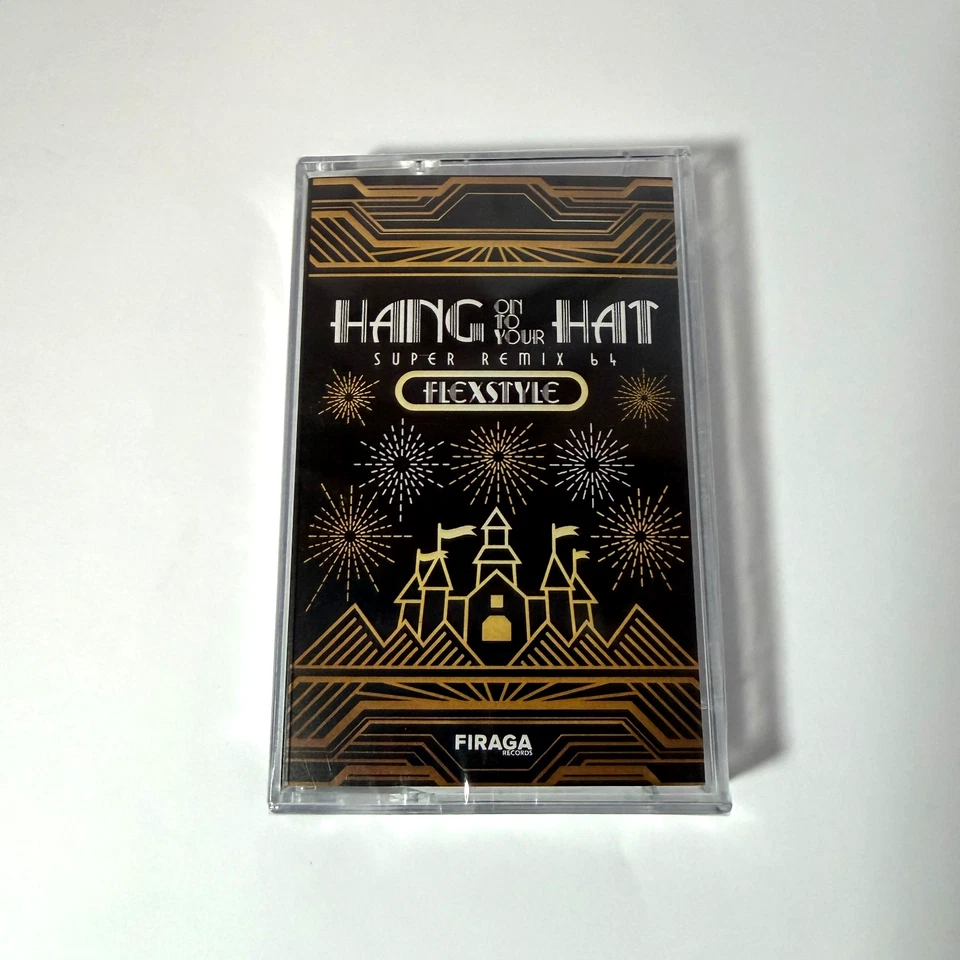 HANG ON TO YOUR HAT
SUPER REMIX 64
FLEXSTYLE
FIRAGA
RECORDS